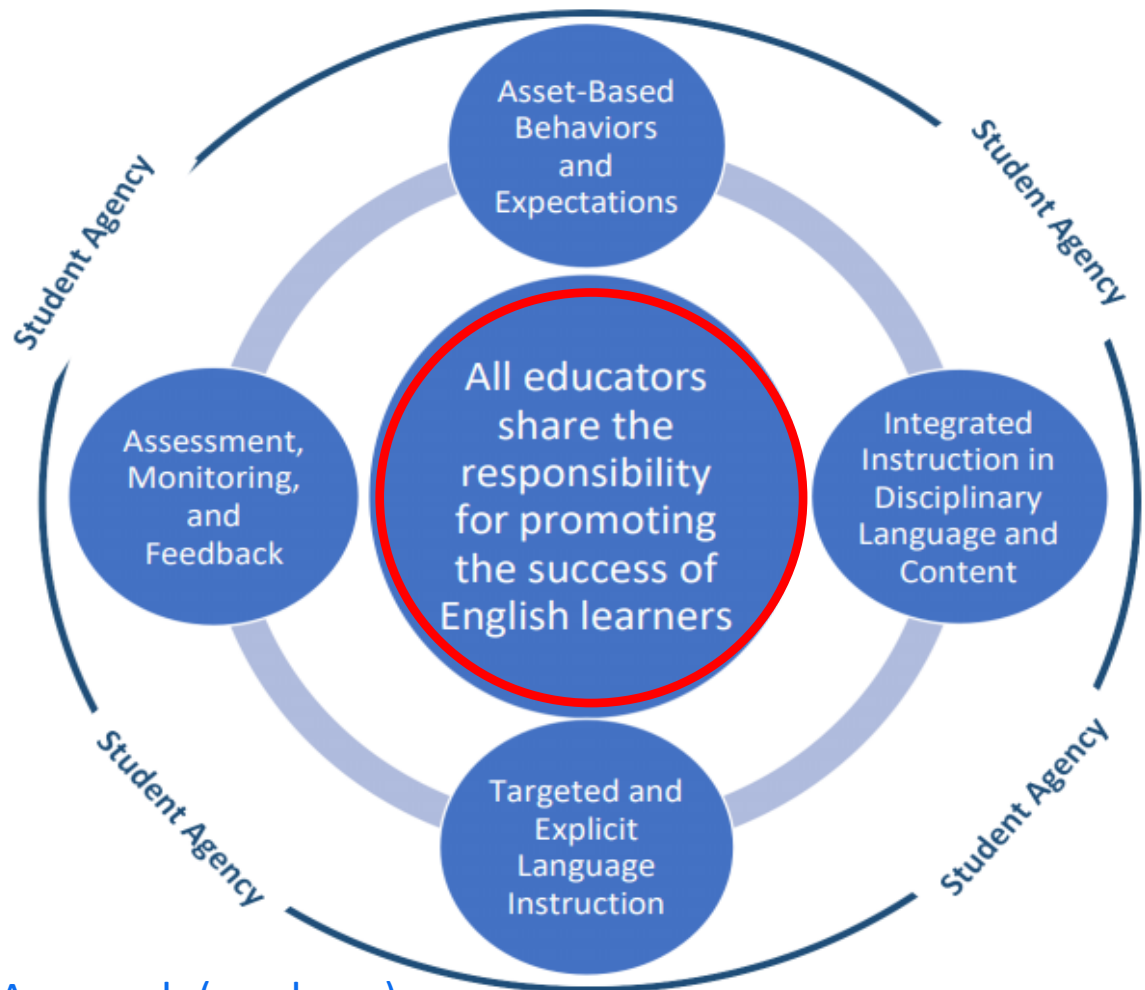 Asset-Based
Behaviors
and
Expectations
Student Agency
Student Agency
All educators
share the
responsibility
for promoting
the success of
English learners
Assessment,
Monitoring,
and
Feedback
Integrated
Instruction in
Disciplinary
Language and
Content
Targeted and
Explicit
Language
Instruction
Student Agency
Student Agency